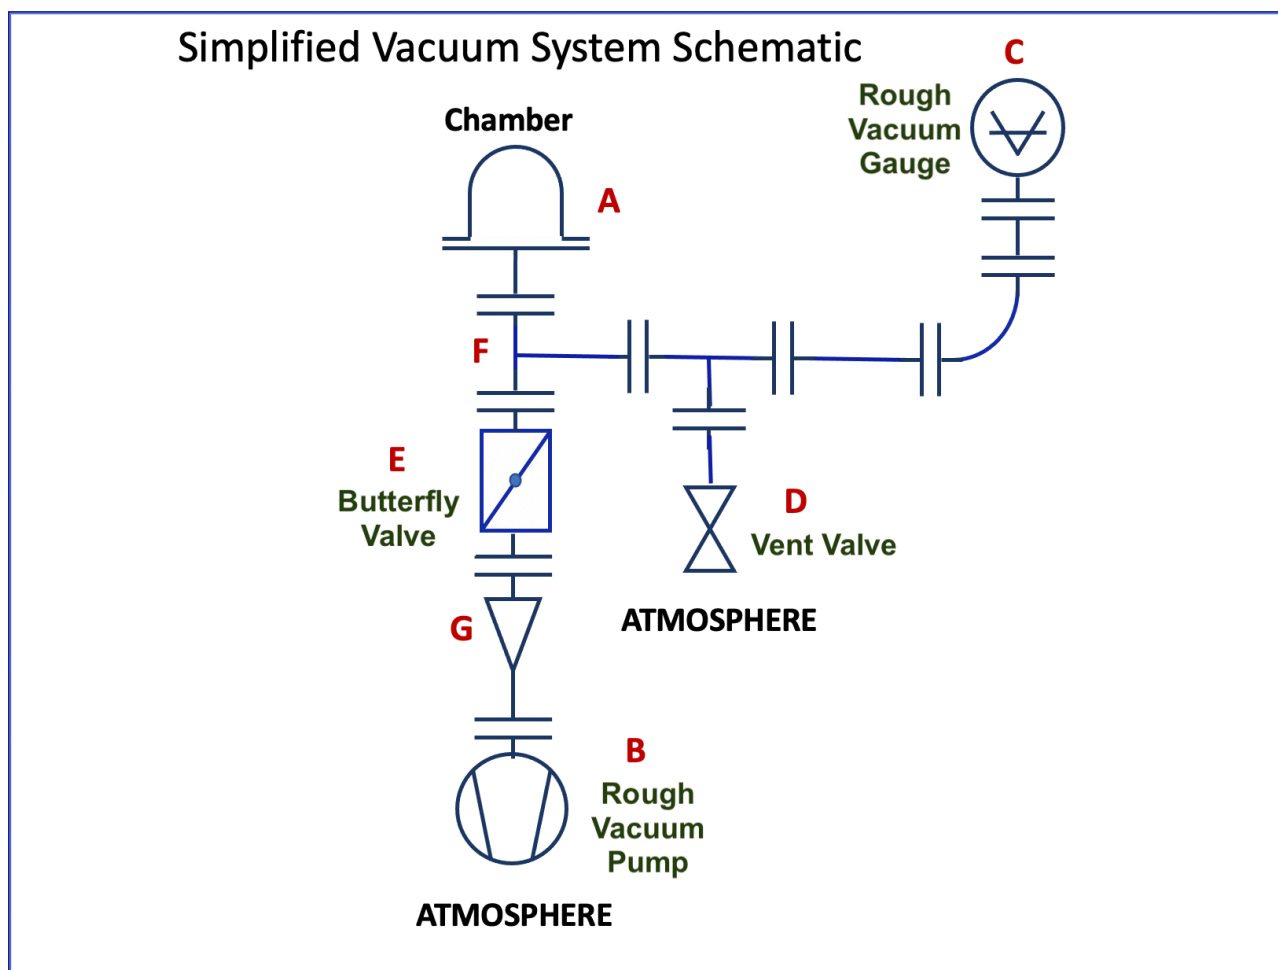 Simplified Vacuum System Schematic
C
Rough
Vacuum
Gauge
Chamber
A
F
E
Butterfly
Valve
D
Vent Valve
ATMOSPHERE
G
B
Rough
Vacuum
Pump
ATMOSPHERE